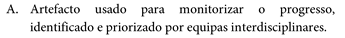 A. Artefacto usado para monitorizar o progresso,
identificado e priorizado por equipas interdisciplinares.